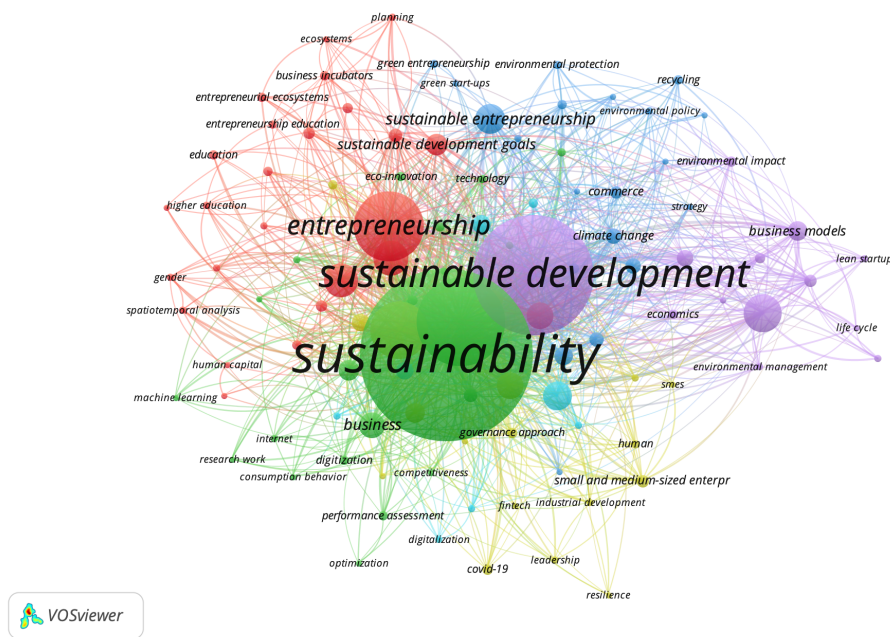 planning
ecosystems
green entrepreneurship
environmental protection
business incubators
green start-ups
recycling
entrepreneurial ecosystems
environmental policy
sustainable entrepreneurship
entrepreneurship education
sustainable development goals
education
environmental impact
eco-innovation
technology
commerce
higher education
strategy
entrepreneurship
business models
climate change
lean startup
sustainable development
gender
spatiotemporal analysis
economics
life cycle
sustainability
human capital
environmental management
smes
machine learning
business
governance approach
internet
human
research work
digitization
consumption behavior
competitiveness
small and medium-sized enterpr
fintech
industrial development
performance assessment
digitalization
optimization
covid-19
leadership
resilience
VOSviewer